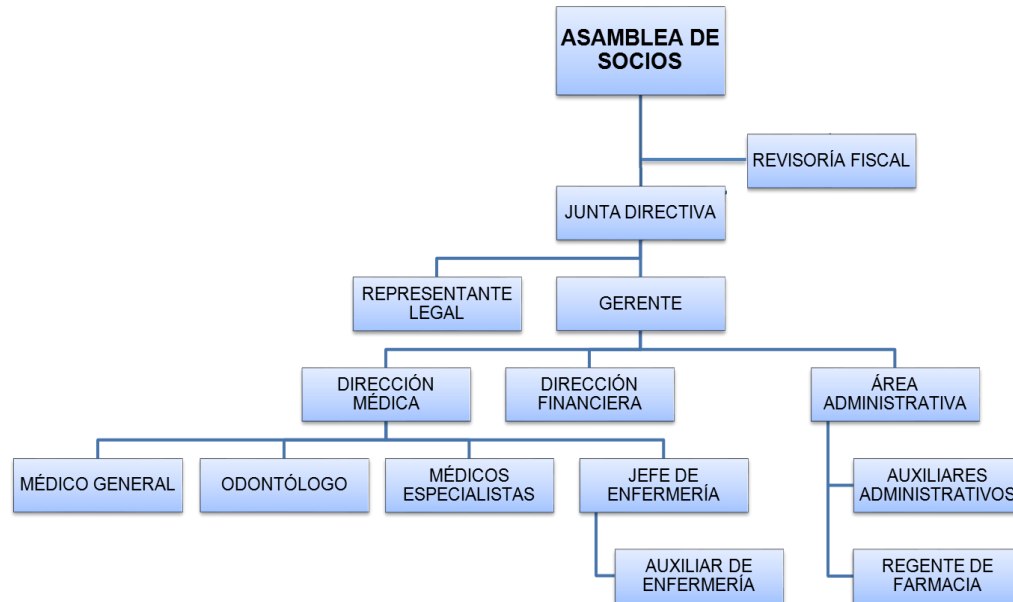 ASAMBLEA DE
SOCIOS
REVISORÍA FISCAL
JUNTA DIRECTIVA
REPRESENTANTE
LEGAL
GERENTE
DIRECCIÓN
MÉDICA
DIRECCIÓN
FINANCIERA
ÁREA
ADMINISTRATIVA
MÉDICO GENERAL
ODONTÓLOGO
MÉDICOS
ESPECIALISTAS
JEFE DE
ENFERMERÍA
AUXILIARES
ADMINISTRATIVOS
AUXILIAR DE
ENFERMERÍA
REGENTE DE
FARMACIA